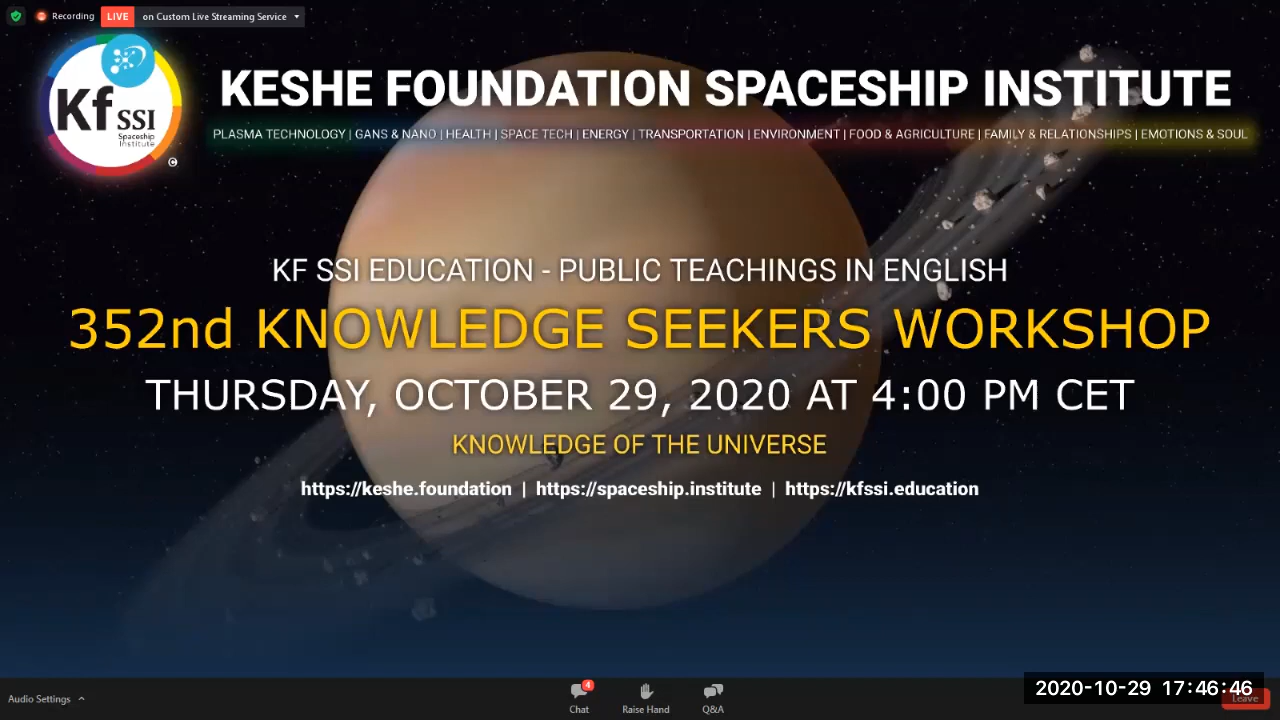 Recording LIVE on Custom Live Streaming Service
Kf SSI
Spaceship
Institute
©
KESHE FOUNDATION SPACESHIP INSTITUTE
PLASMA TECHNOLOGY | GANS & NANO | HEALTH | SPACE TECH | ENERGY | TRANSPORTATION | ENVIRONMENT | FOOD & AGRICULTURE | FAMILY & RELATIONSHIPS | EMOTIONS & SOUL
KF SSI EDUCATION - PUBLIC TEACHINGS IN ENGLISH
352nd KNOWLEDGE SEEKERS WORKSHOP
THURSDAY, OCTOBER 29, 2020 AT 4:00 PM CET
KNOWLEDGE OF THE UNIVERSE
https://keshe.foundation | https://spaceship.institute | https://kfssi.education
Audio Settings
4
Chat
Raise Hand
Q&A
2020-10-29 17:46:46
Leave